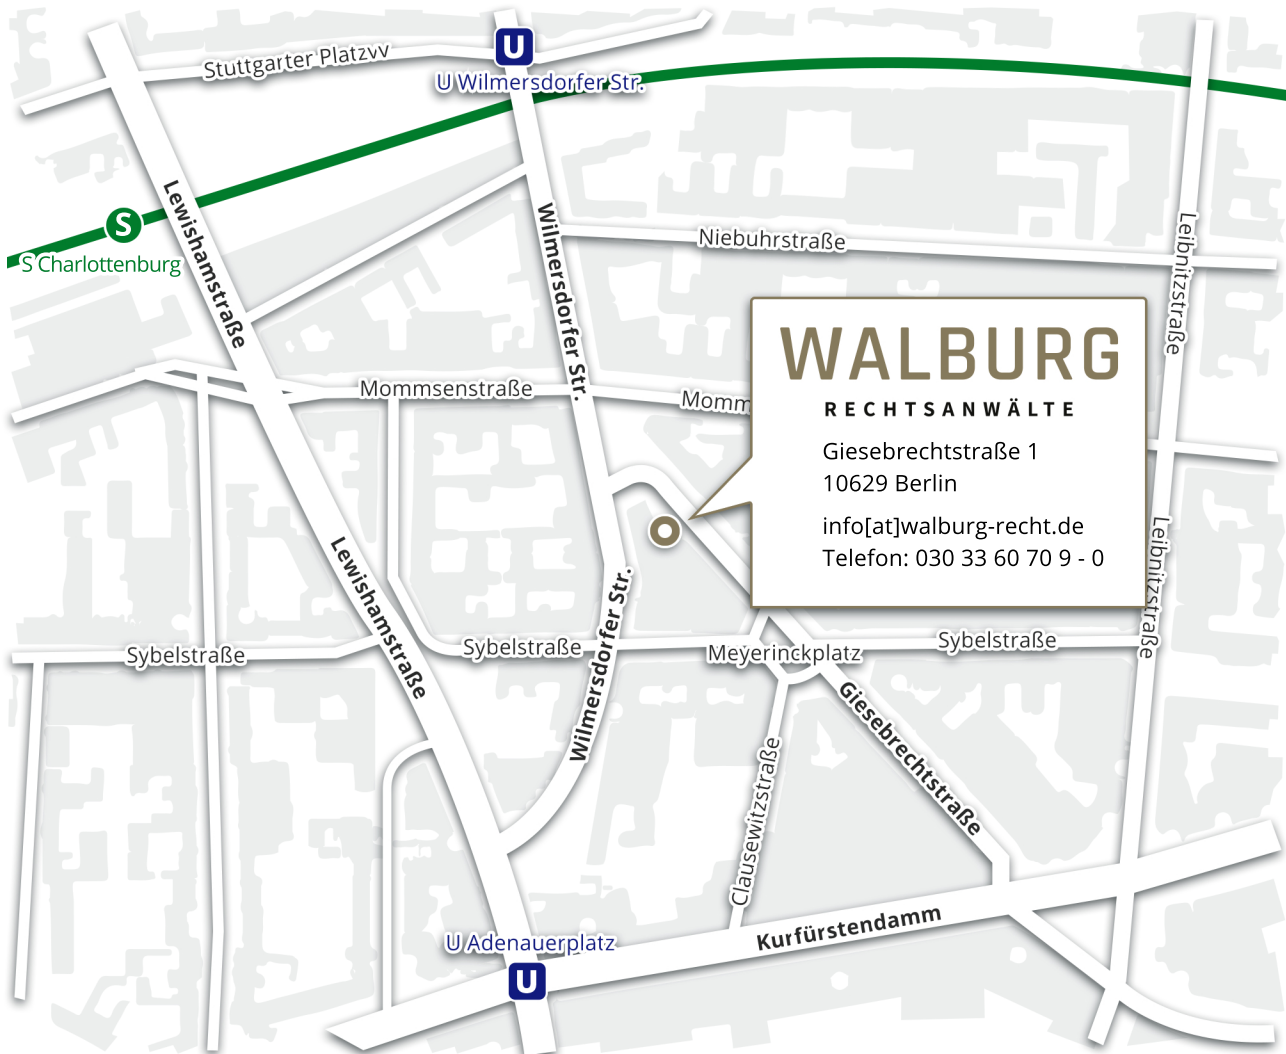 Stuttgarter Platzvv
U
U Wilmersdorfer Str.
S
S Charlottenburg
Lewishamstraße
Wilmersdorfer Str.
Niebuhrstraße
Leibnitzstraße
Mommsenstraße
Momm
WALBURG
RECHTSANWÄLTE
Giesebrechtstraße 1
10629 Berlin
info[at]walburg-recht.de
Telefon: 030 33 60 70 9 - 0
Lewishamstraße
Wilmersdorfer Str.
Leibnitzstraße
Sybelstraße
Sybelstraße
Meyerinckplatz
Sybelstraße
Giesebrechtstraße
Clausewitzstraße
Kurfürstendamm
U Adenauerplatz
U